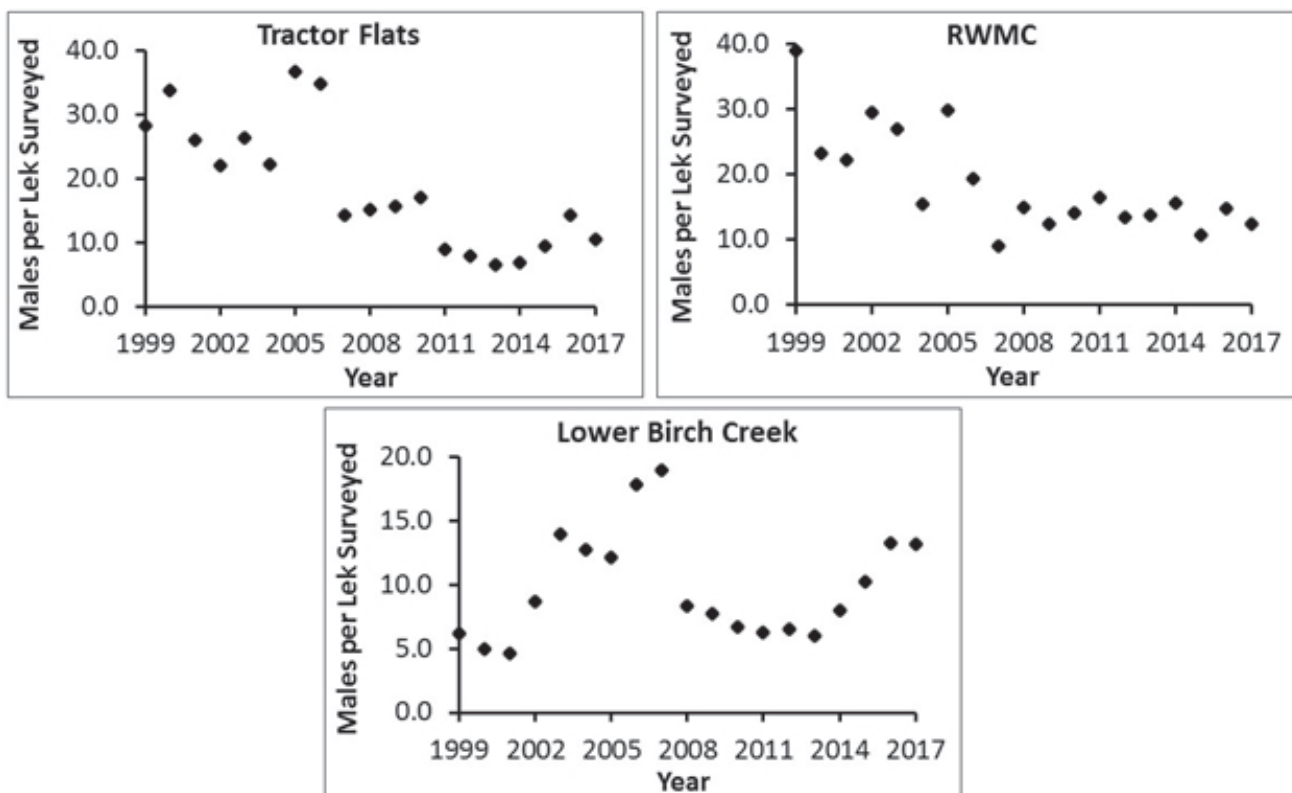 Tractor Flats
Males per Lek Surveyed
40.0
30.0
20.0
10.0
0.0
1999 2002 2005 2008 2011 2014 2017
Year
RWMC
Males per Lek Surveyed
40.0
30.0
20.0
10.0
0.0
1999 2002 2005 2008 2011 2014 2017
Year
Lower Birch Creek
Males per Lek Surveyed
20.0
15.0
10.0
5.0
0.0
1999 2002 2005 2008 2011 2014 2017
Year